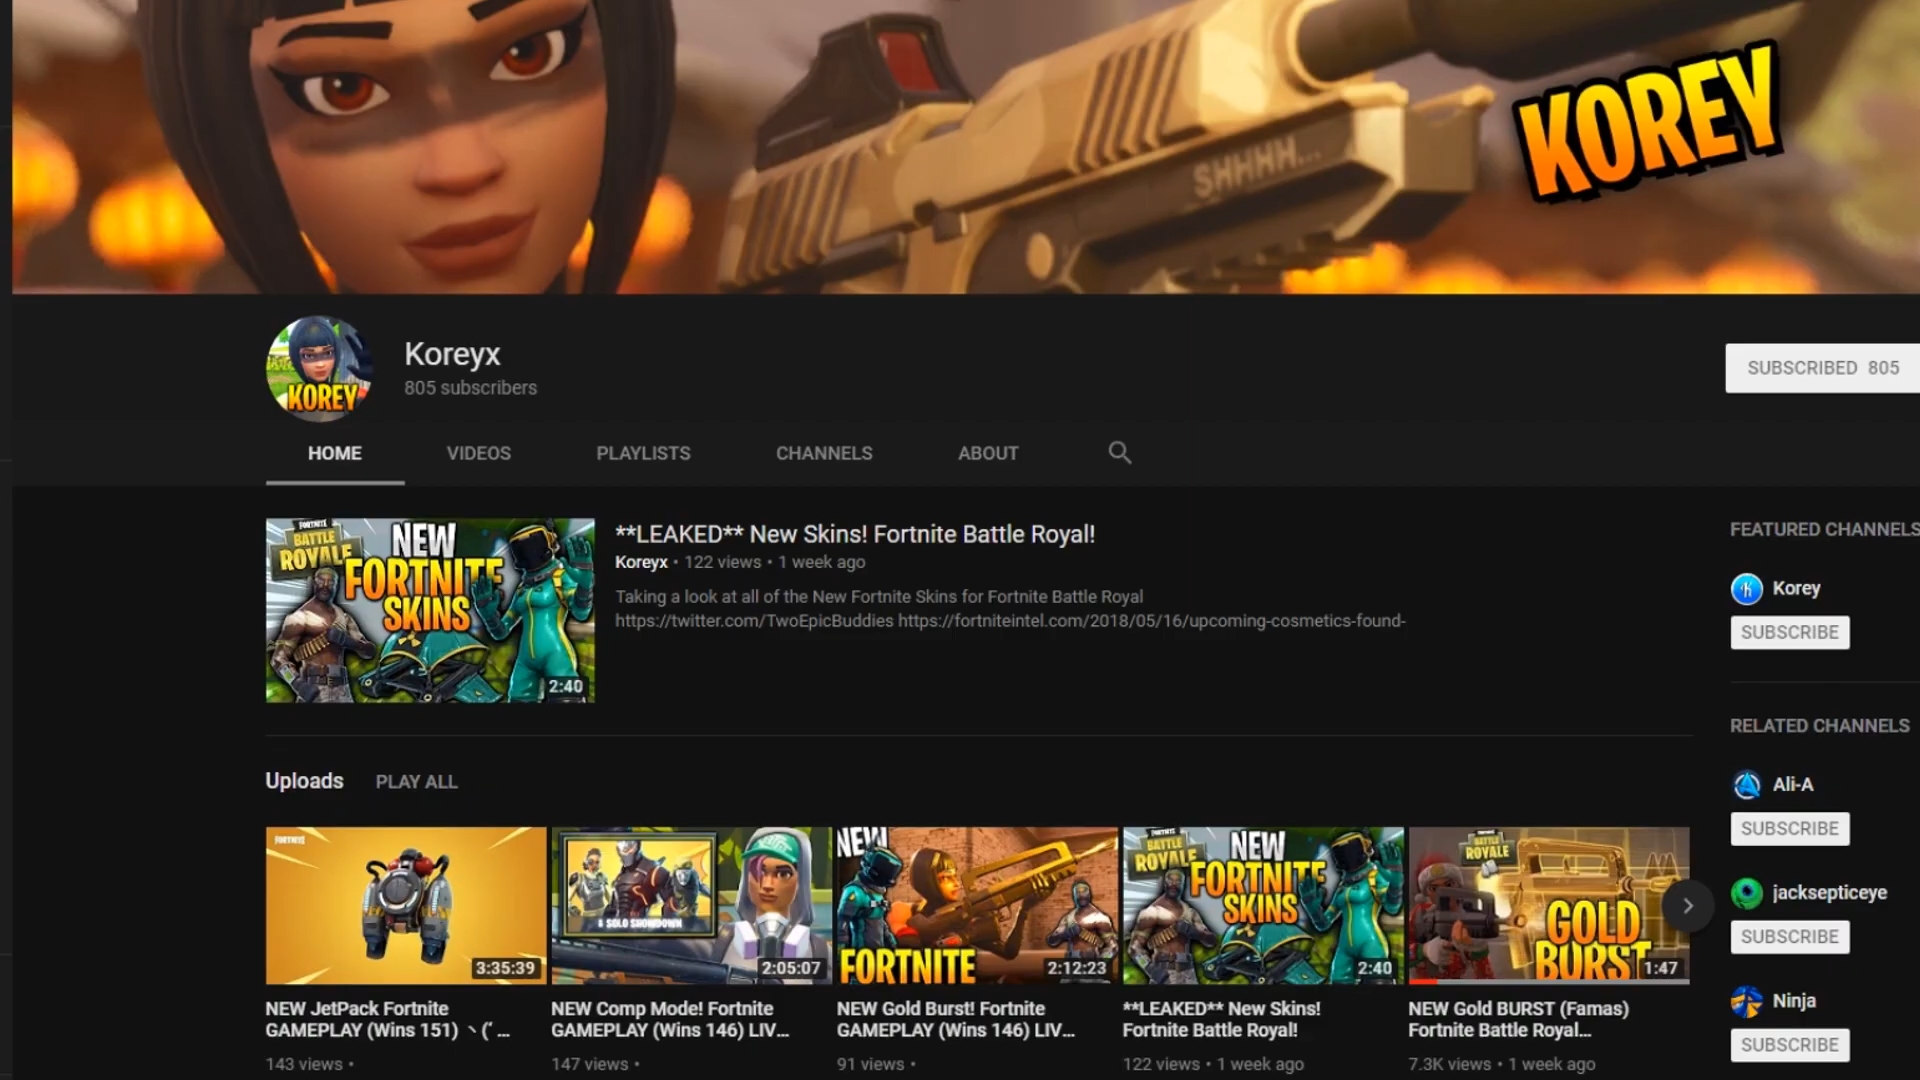 SHHHH...
KOREY
KOREY
Koreyx
805 subscribers
SUBSCRIBED 805
HOME
VIDEOS
PLAYLISTS
CHANNELS
ABOUT
FORTNITE
BATTLE
ROYALE
NEW
FORTNITE
SKINS
2:40
**LEAKED** New Skins! Fortnite Battle Royal!
Koreyx • 122 views • 1 week ago
Taking a look at all of the New Fortnite Skins for Fortnite Battle Royal
https://twitter.com/TwoEpicBuddies https://fortniteintel.com/2018/05/16/upcoming-cosmetics-found-
FEATURED CHANNELS
Korey
SUBSCRIBE
RELATED CHANNELS
Ali-A
SUBSCRIBE
jacksepticeye
SUBSCRIBE
Ninja
SUBSCRIBE
Uploads
PLAY ALL
FORTNITE
3:35:39
SOLO SHOWDOWN
2:05:07
NEW
FORTNITE
2:12:23
BATTLE
ROYALE
NEW
FORTNITE
SKINS
2:40
BATTLE
ROYALE
GOLD
BURST
1:47
NEW JetPack Fortnite
GAMEPLAY (Wins 151) ヽ(´ ...
143 views •
NEW Comp Mode! Fortnite
GAMEPLAY (Wins 146) LIV...
147 views •
NEW Gold Burst! Fortnite
GAMEPLAY (Wins 146) LIV...
91 views •
**LEAKED** New Skins!
Fortnite Battle Royal!
122 views • 1 week ago
NEW Gold BURST (Famas)
Fortnite Battle Royal...
7.3K views • 1 week ago